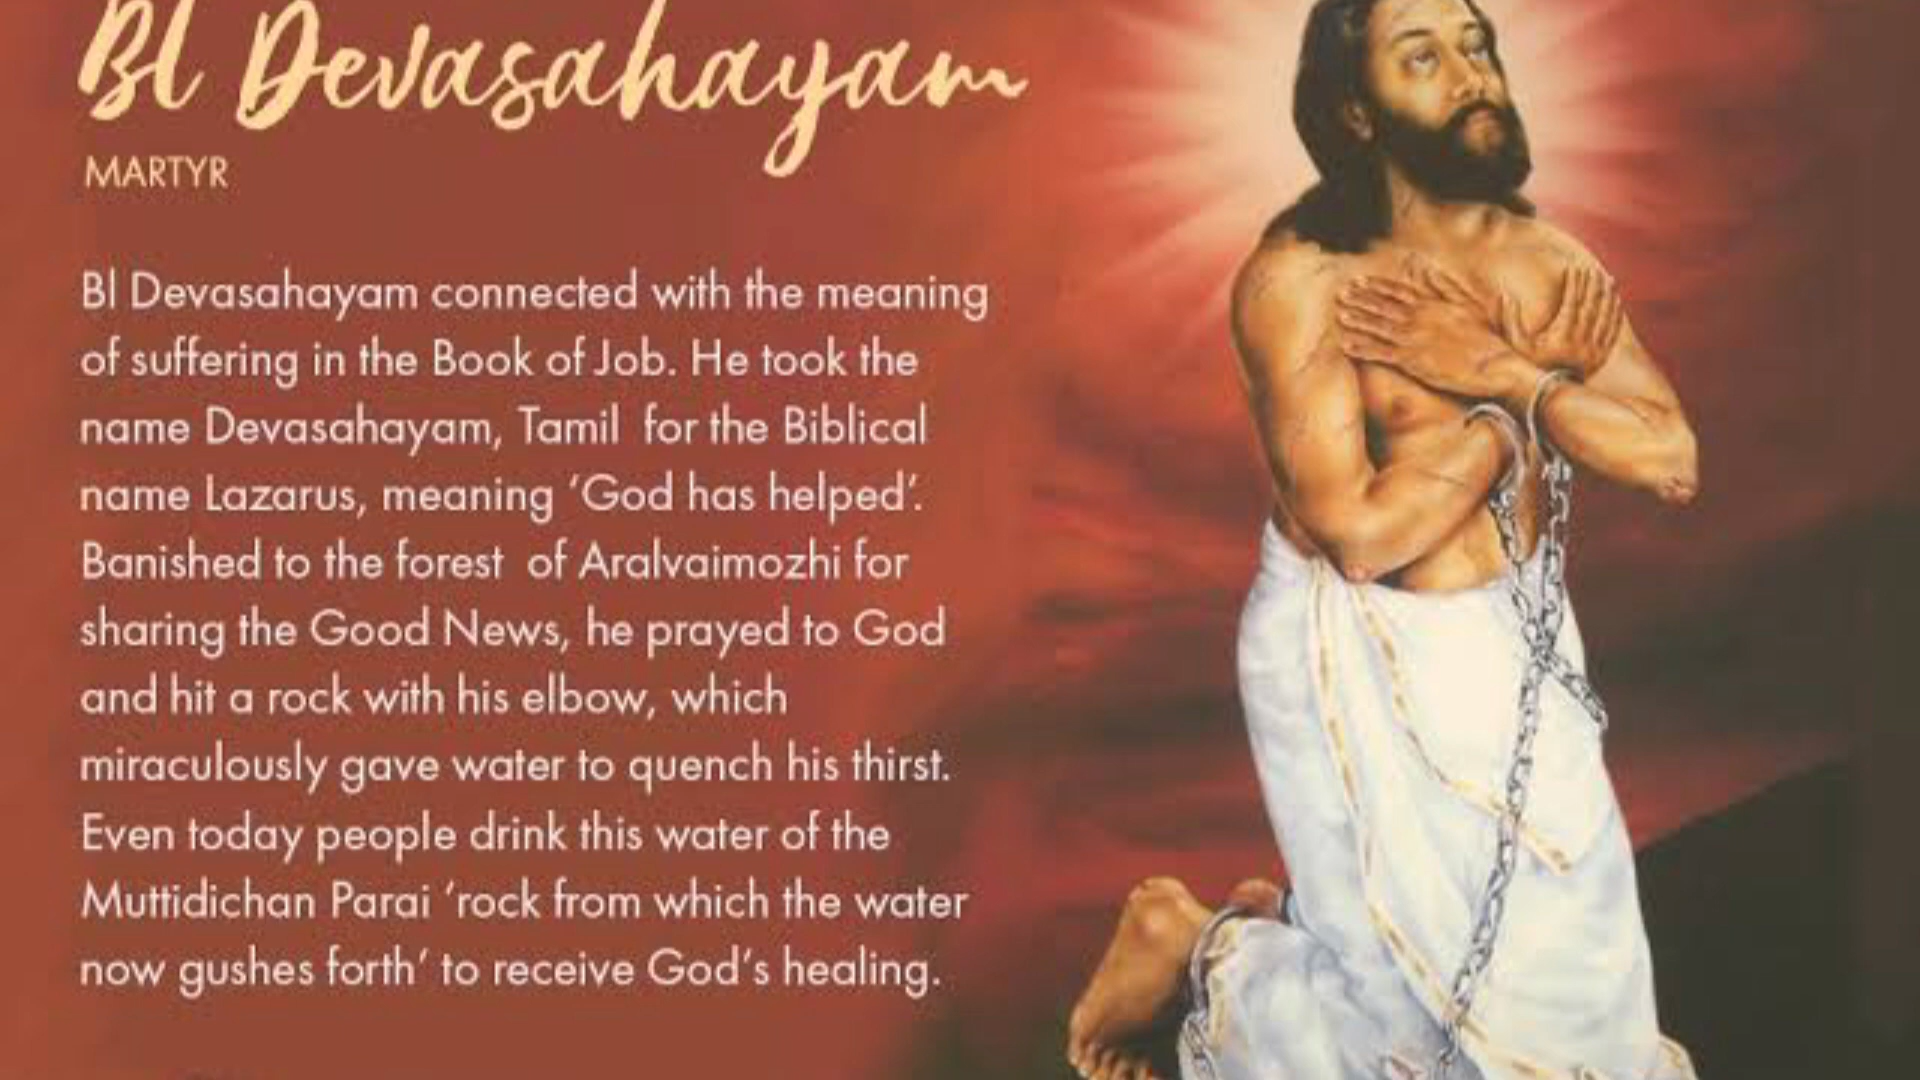 Bl Devasahayam
MARTYR
Bl Devasahayam connected with the meaning
of suffering in the Book of Job. He took the
name Devasahayam, Tamil for the Biblical
name Lazarus, meaning ‘God has helped’.
Banished to the forest of Aralvaimozhi for
sharing the Good News, he prayed to God
and hit a rock with his elbow, which
miraculously gave water to quench his thirst.
Even today people drink this water of the
Muttidichan Parai ‘rock from which the water
now gushes forth’ to receive God’s healing.